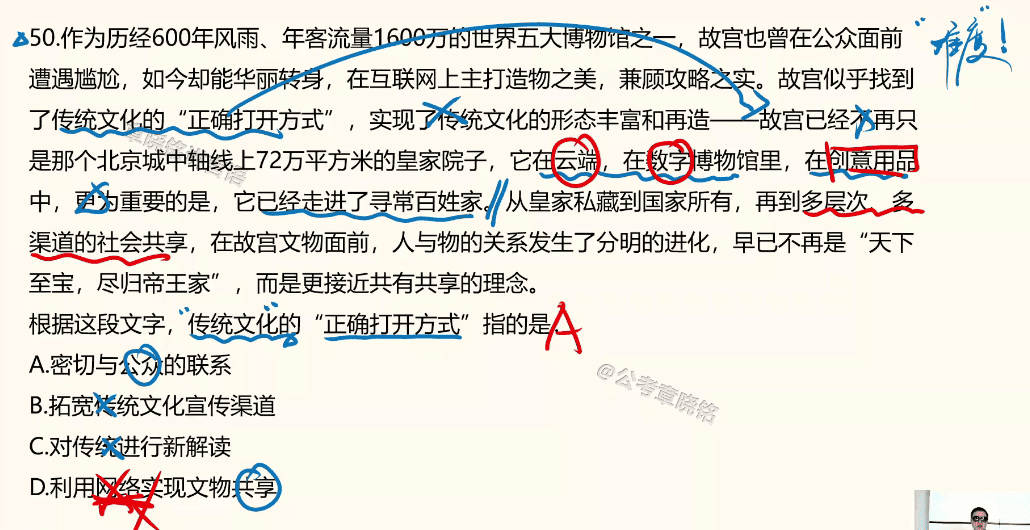 50.作为历经600年风雨、年客流量1600万的世界五大博物馆之一，故宫也曾在公众面前
遭遇尴尬，如今却能华丽转身，在互联网上主打造物之美，兼顾攻略之实。故宫似乎找到
了传统文化的“正确打开方式”，实现了传统文化的形态丰富和再造——故宫已经不再只
是那个北京城中轴线上72万平方米的皇家院子，它在云端，在数字博物馆里，在创意用品
中，更为重要的是，它已经走进了寻常百姓家。从皇家私藏到国家所有，再到多层次、多
渠道的社会共享，在故宫文物面前，人与物的关系发生了分明的进化，早已不再是“天下
至宝，尽归帝王家”，而是更接近共有共享的理念。
根据这段文字，“传统文化”的“正确打开方式”指的是
A
A.密切与公众的联系
B.拓宽传统文化宣传渠道
C.对传统进行新解读
D.利用网络实现文物共享
“难度”！
@公考章晓铭